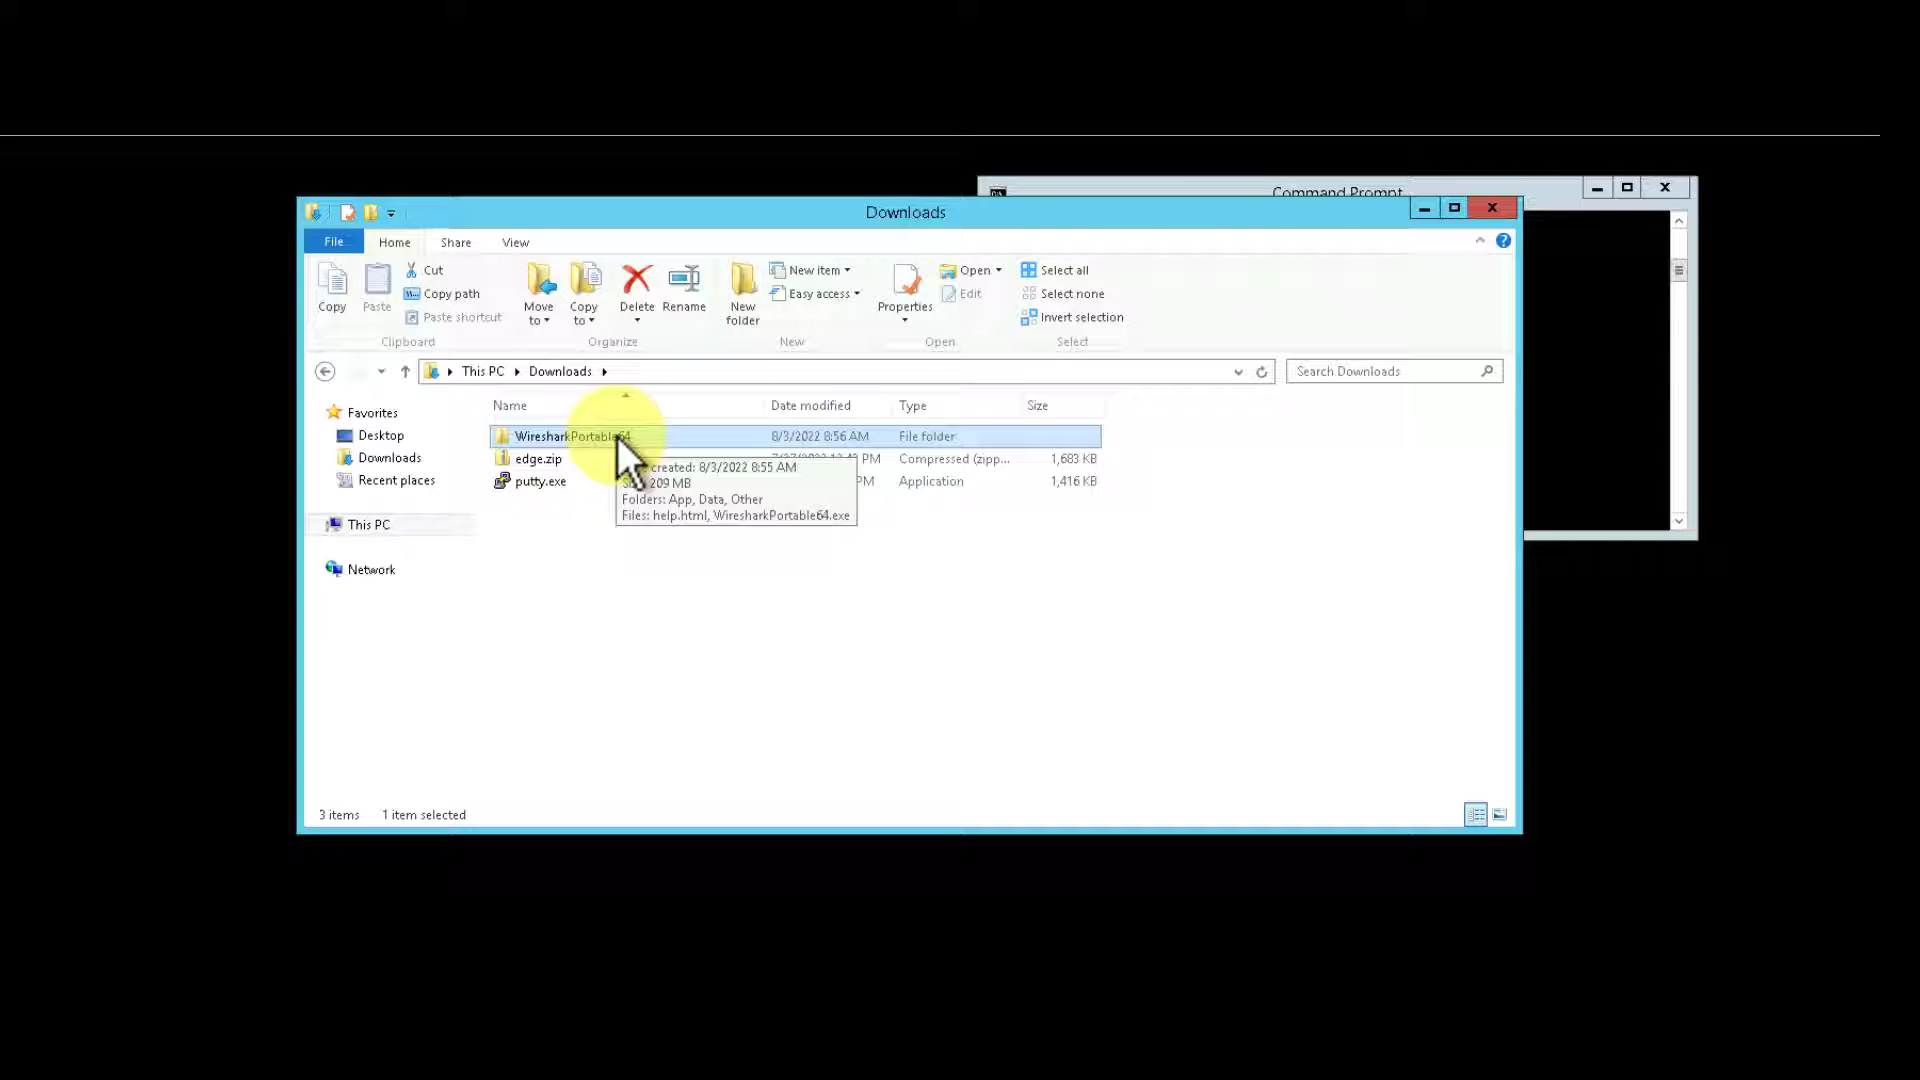 Command Prompt
Downloads
File Home Share View
Copy
Paste
Cut
Copy path
Paste shortcut
Clipboard
Move to
Copy to
Delete
Rename
Organize
New folder
New item
Easy access
New
Properties
Open
Edit
Open
Select all
Select none
Invert selection
Select
This PC Downloads
Search Downloads
Favorites
Desktop
Downloads
Recent places
This PC
Network
Name Date modified Type Size
WiresharkPortable64 8/3/2022 8:56 AM File folder
edge.zip PM Compressed (zipp... 1,683 KB
putty.exe PM Application 1,416 KB
created: 8/3/2022 8:55 AM
209 MB
Folders: App, Data, Other
Files: help.html, WiresharkPortable64.exe
3 items 1 item selected